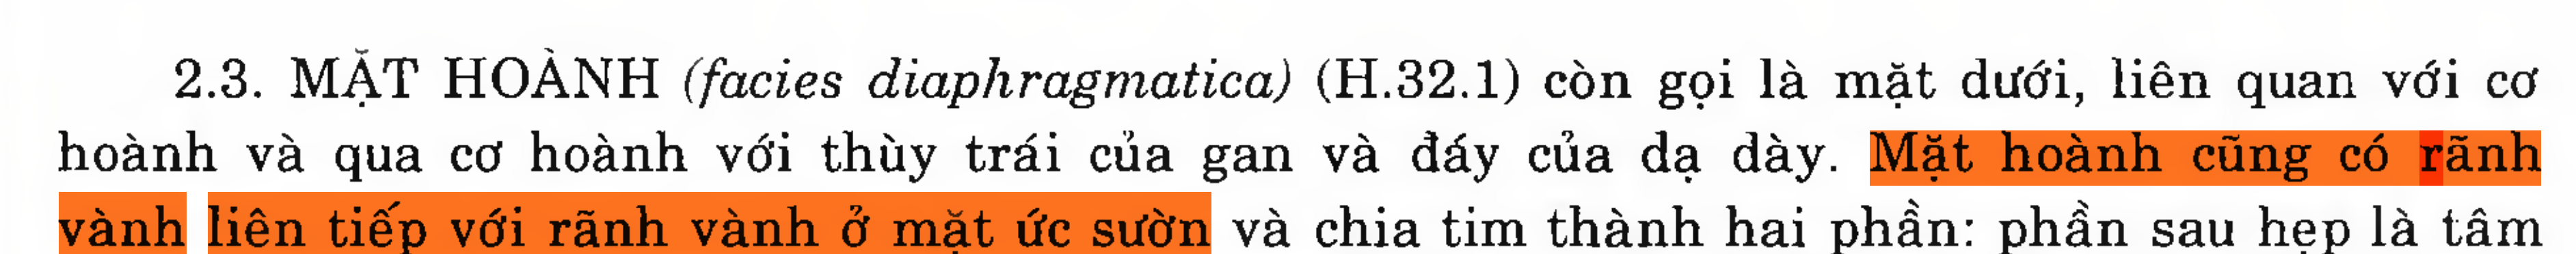 2.3. MẶT HOÀNH (facies diaphragmatica) (H.32.1) còn gọi là mặt dưới, liên quan với cơ
hoành và qua cơ hoành với thùy trái của gan và đáy của dạ dày. Mặt hoành cũng có rãnh
vành liên tiếp với rãnh vành ở mặt ức sườn và chia tim thành hai phần: phần sau hẹp là tâm